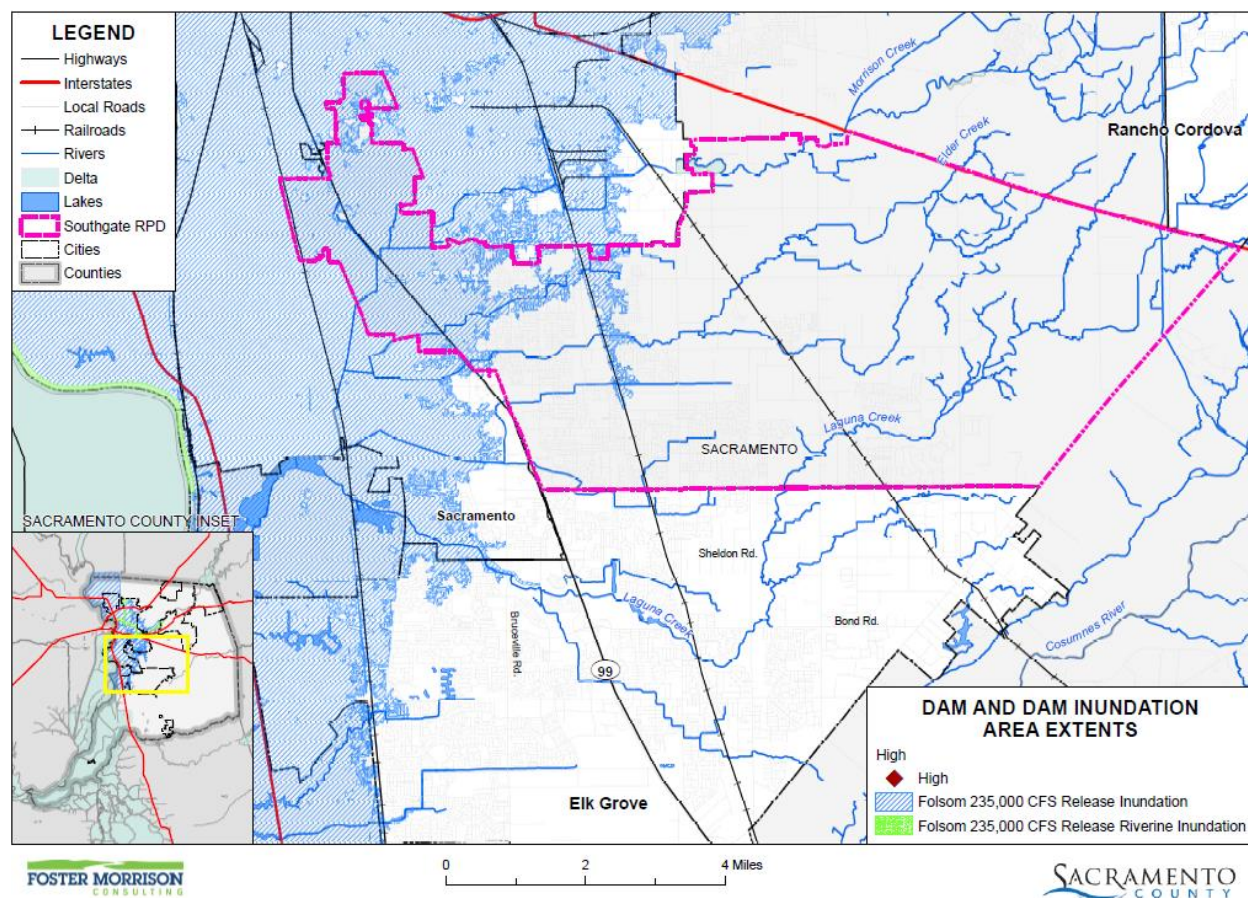 LEGEND
Highways
Interstates
Local Roads
Railroads
Rivers
Delta
Lakes
Southgate RPD
Cities
Counties
Morrison Creek
Rancho Cordova
Elder Creek
Laguna Creek
SACRAMENTO
Sacramento
SACRAMENTO COUNTY INSET
Sheldon Rd.
Laguna Creek
Bruceville Rd.
Bond Rd.
Cosumnes River
99
Elk Grove
DAM AND DAM INUNDATION
AREA EXTENTS
High
High
Folsom 235,000 CFS Release Inundation
Folsom 235,000 CFS Release Riverine Inundation
FOSTER MORRISON
CONSULTING
0 2 4 Miles
SACRAMENTO
COUNTY